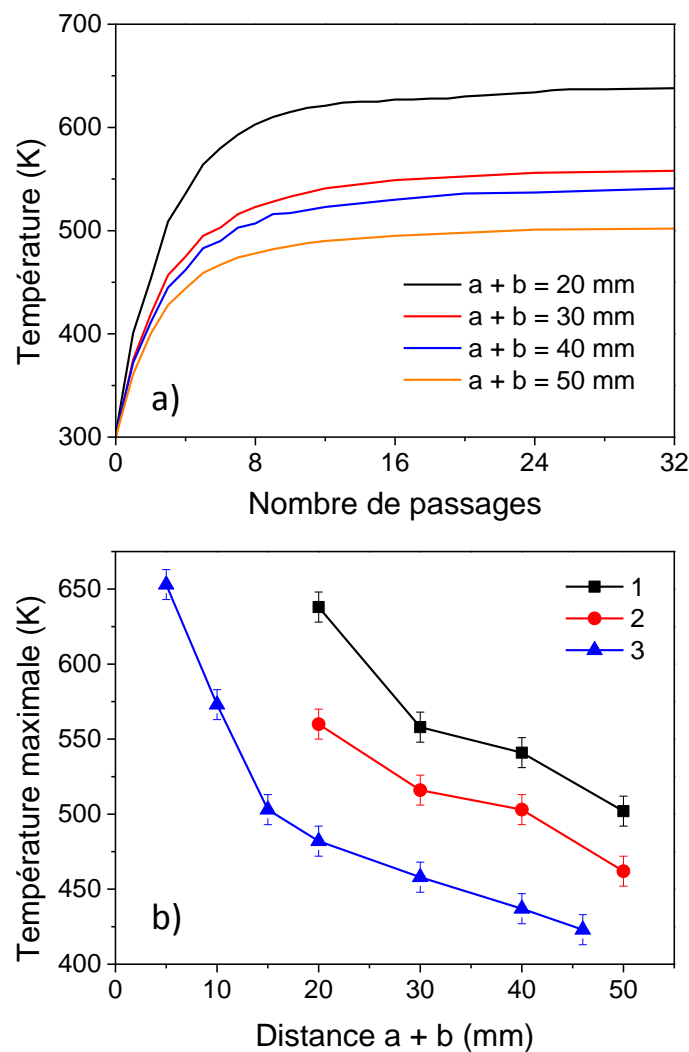 700
600
500
400
300
Température (K)
a + b = 20 mm
a + b = 30 mm
a + b = 40 mm
a + b = 50 mm
a)
0 8 16 24 32
Nombre de passages
650
600
550
500
450
400
Température maximale (K)
1
2
3
b)
0 10 20 30 40 50
Distance a + b (mm)